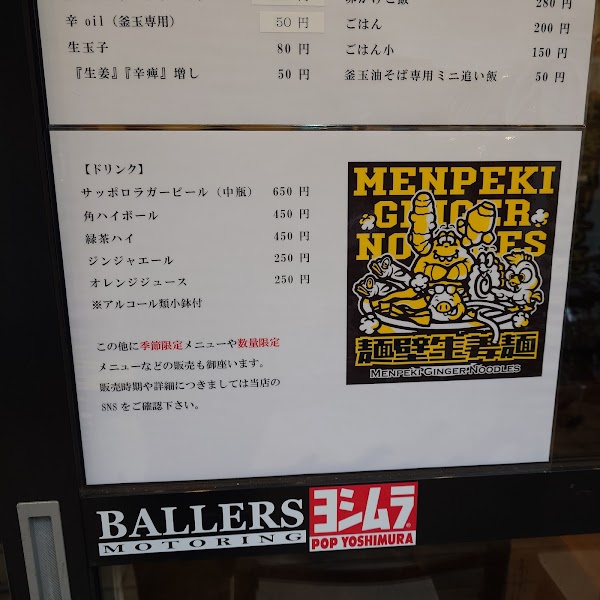 280 円
辛 oil（釜玉専用） 50 円
ごはん 200 円
生玉子 80 円
ごはん小 150 円
『生姜』『辛痺』増し 50 円
釜玉油そば専用ミニ追い飯 50 円
【ドリンク】
サッポロラガービール（中瓶） 650 円
角ハイボール 450 円
緑茶ハイ 450 円
ジンジャエール 250 円
オレンジジュース 250 円
※アルコール類小鉢付
この他に季節限定メニューや数量限定
メニューなどの販売も御座います。
販売時期や詳細につきましては当店の
SNS をご確認下さい。
MENPEKI
GINGER
NOODLES
麺壁生姜麺
MENPEKI GINGER NOODLES
BALLERS
MOTORING
ヨシムラ
POP YOSHIMURA